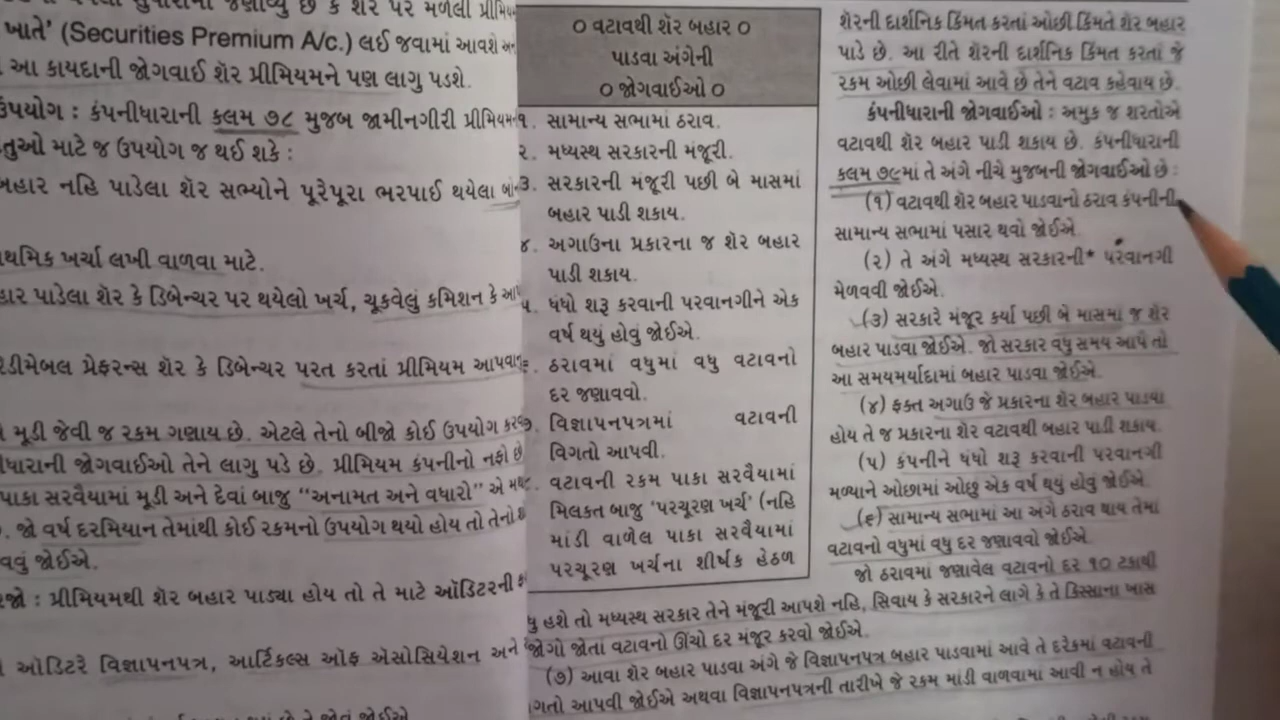 જણાવ્યું છે કે શૅર પર મળેલી પ્રીમિયમ
ખાતે' (Securities Premium A/c.) લઈ જવામાં આવશે અને
આ કાયદાની જોગવાઈ શૅર પ્રીમિયમને પણ લાગુ પડશે.
ઉપયોગ : કંપનીધારાની કલમ ૭૮ મુજબ જામીનગીરી પ્રીમિયમ
માટે જ ઉપયોગ જ થઈ શકે :
બહાર નહિ પાડેલા શૅર સભ્યોને પૂરેપૂરા ભરપાઈ થયેલા
ખર્ચા લખી વાળવા માટે.
પાડેલા શૅર કે ડિબેન્ચર પર થયેલો ખર્ચ, ચૂકવેલું કમિશન કે
પ્રેફરન્સ શૅર કે ડિબેન્ચર પરત કરતાં પ્રીમિયમ
મૂડી જેવી જ રકમ ગણાય છે. એટલે તેનો બીજો કોઈ ઉપયોગ
જોગવાઈઓ તેને લાગુ પડે છે. પ્રીમિયમ કંપનીનો નફો છે
પાકા સરવૈયામાં મૂડી અને દેવાં બાજુ “અનામત અને વધારો” એ
જો વર્ષ દરમિયાન તેમાંથી કોઈ રકમનો ઉપયોગ થયો હોય તો તેનો
જોઈએ.
પ્રીમિયમથી શૅર બહાર પાડ્યા હોય તો તે માટે ઑડિટરની
ઑડિટરે વિજ્ઞાપનપત્ર, આર્ટિકલ્સ ઑફ ઍસોસિયેશન અને
જોઈએ
૦ વટાવથી શૅર બહાર ૦
પાડવા અંગેની
૦ જોગવાઈઓ ૦
૧. સામાન્ય સભામાં ઠરાવ.
૨. મધ્યસ્થ સરકારની મંજૂરી.
૩. સરકારની મંજૂરી પછી બે માસમાં
બહાર પાડી શકાય.
૪. અગાઉના પ્રકારના જ શૅર બહાર
પાડી શકાય.
૫. ધંધો શરૂ કરવાની પરવાનગીને એક
વર્ષ થયું હોવું જોઈએ.
ઠરાવમાં વધુમાં વધુ વટાવનો
દર જણાવવો.
વિજ્ઞાપનપત્રમાં વટાવની
વિગતો આપવી.
વટાવની રકમ પાકા સરવૈયામાં
મિલકત બાજુ ‘પરચૂરણ ખર્ચ’ (નહિ
માંડી વાળેલ પાકા સરવૈયામાં
પરચૂરણ ખર્ચના શીર્ષક હેઠળ
શૅરની દાર્શનિક કિંમત કરતાં ઓછી કિંમતે શૅર બહાર
પાડે છે. આ રીતે શૅરની દાર્શનિક કિંમત કરતાં જે
રકમ ઓછી લેવામાં આવે છે તેને વટાવ કહેવાય છે.
કંપનીધારાની જોગવાઈઓ : અમુક જ શરતોએ
વટાવથી શૅર બહાર પાડી શકાય છે. કંપનીધારાની
કલમ ૭૯માં તે અંગે નીચે મુજબની જોગવાઈઓ છે :
(૧) વટાવથી શૅર બહાર પાડવાનો ઠરાવ કંપનીની
સામાન્ય સભામાં પસાર થવો જોઈએ.
(૨) તે અંગે મધ્યસ્થ સરકારની* પરવાનગી
મેળવવી જોઈએ.
(૩) સરકારે મંજૂર કર્યા પછી બે માસમાં જ શૅર
બહાર પાડવા જોઈએ. જો સરકાર વધુ સમય આપે તો
આ સમયમર્યાદામાં બહાર પાડવા જોઈએ.
(૪) ફક્ત અગાઉ જે પ્રકારના શૅર બહાર પાડયા
હોય તે જ પ્રકારના શૅર વટાવથી બહાર પાડી શકાય.
(૫) કંપનીને ધંધો શરૂ કરવાની પરવાનગી
મળ્યાને ઓછામાં ઓછું એક વર્ષ થયું હોવું જોઈએ.
(૬) સામાન્ય સભામાં આ અંગે ઠરાવ થાય તેમાં
વટાવનો વધુમાં વધુ દર જણાવવો જોઈએ.
જો ઠરાવમાં જણાવેલ વટાવનો દર ૧૦ ટકાથી
હશે તો મધ્યસ્થ સરકાર તેને મંજૂરી આપશે નહિ, સિવાય કે સરકારને લાગે કે તે કિસ્સાના ખાસ
જોગો જોતાં વટાવનો ઊંચો દર મંજૂર કરવો જોઈએ.
(૭) આવા શૅર બહાર પાડવા અંગે જે વિજ્ઞાપનપત્ર બહાર પાડવામાં આવે તે દરેકમાં વટાવની
આપવી જોઈએ અથવા વિજ્ઞાપનપત્રની તારીખે જે રકમ માંડી વાળવામાં આવી ન હોય તે